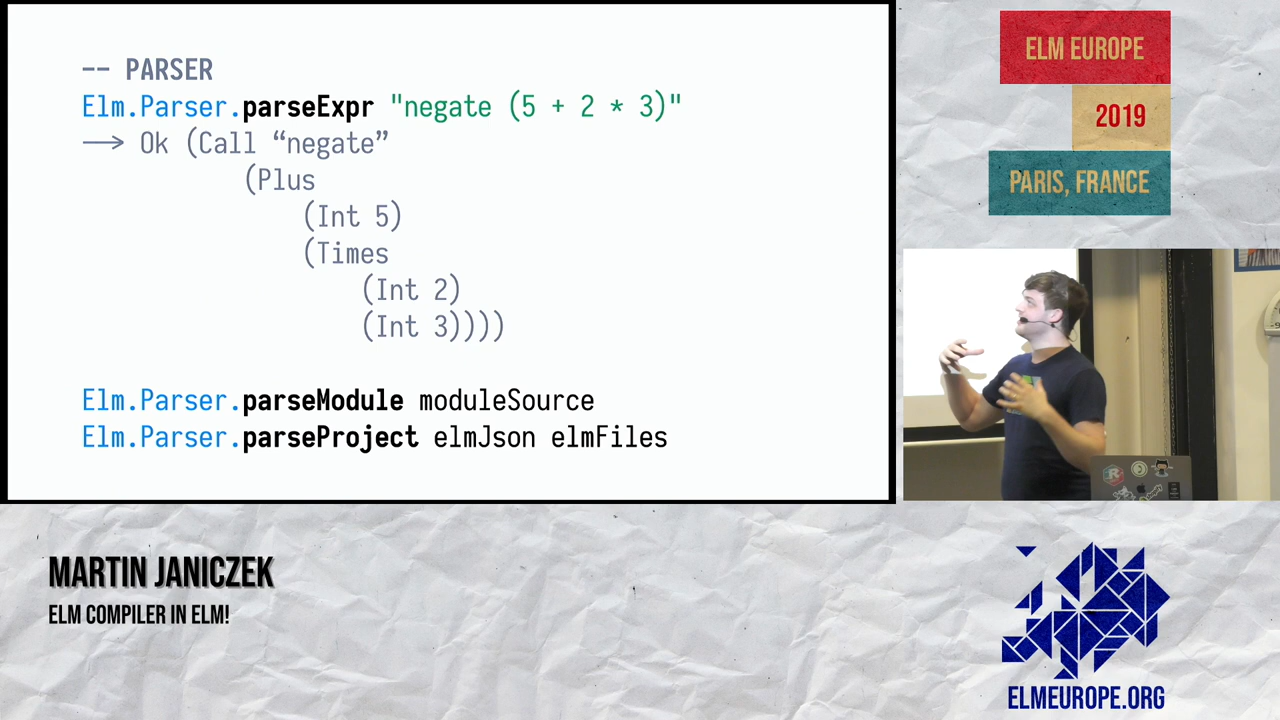 -- PARSER
Elm.Parser.parseExpr "negate (5 + 2 * 3)"
⟶ Ok (Call “negate”
(Plus
(Int 5)
(Times
(Int 2)
(Int 3))))
Elm.Parser.parseModule moduleSource
Elm.Parser.parseProject elmJson elmFiles
ELM EUROPE
2019
PARIS, FRANCE
MARTIN JANICZEK
ELM COMPILER IN ELM!
ELMEUROPE.ORG